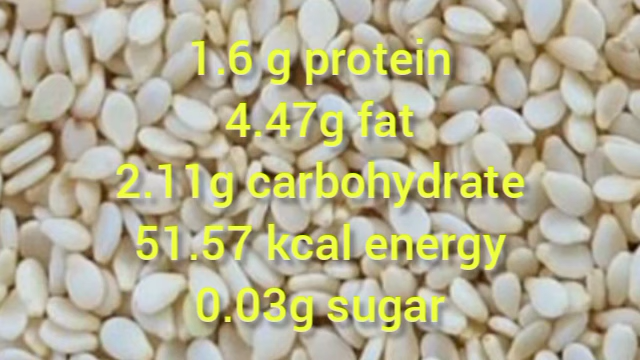 1.6 g protein
4.47g fat
2.11g carbohydrate
51.57 kcal energy
0.03g sugar